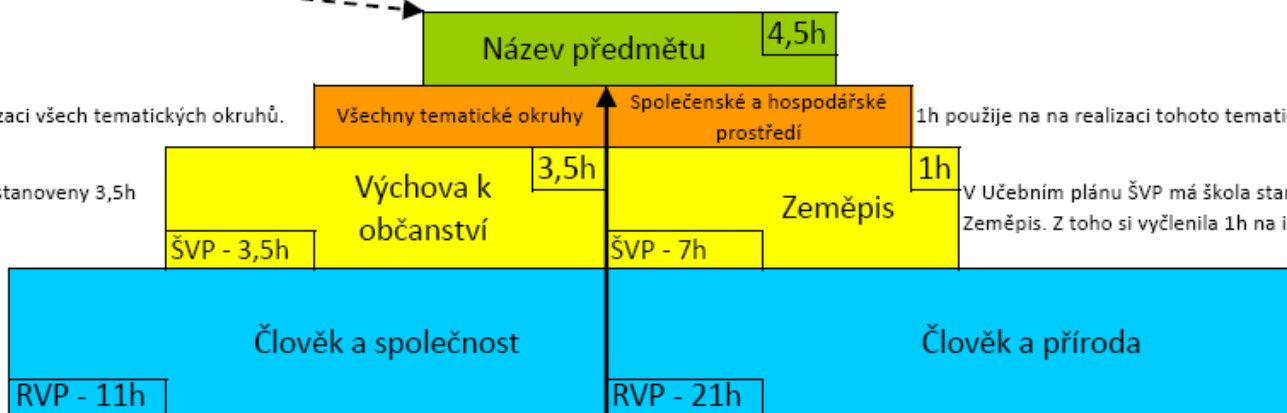 Název předmětu
4,5h
zaci všech tematických okruhů.
Všechny tematické okruhy
Společenské a hospodářské
prostředí
1h použije na na realizaci tohoto temati
stanoveny 3,5h
Výchova k
občanství
3,5h
ŠVP - 3,5h
Zeměpis
1h
ŠVP - 7h
V Učebním plánu ŠVP má škola star
Zeměpis. Z toho si vyčlenila 1h na i
Člověk a společnost
RVP - 11h
Člověk a příroda
RVP - 21h